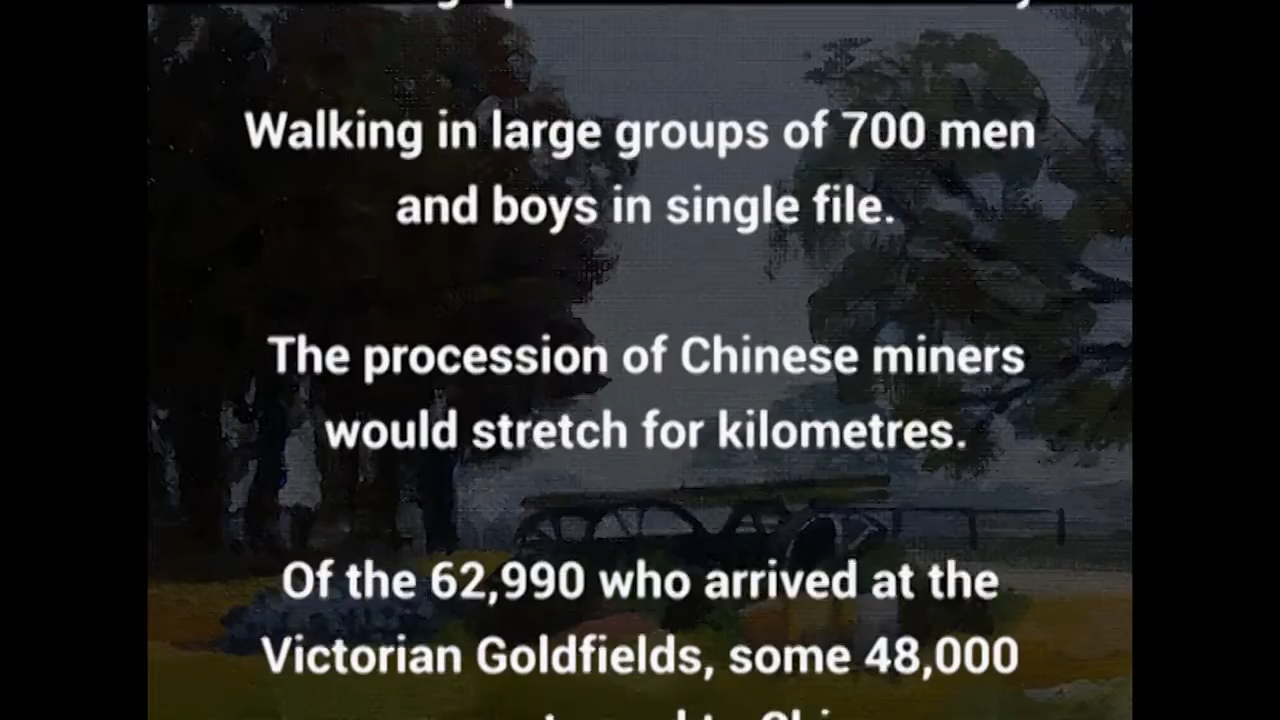 Walking in large groups of 700 men
and boys in single file.
The procession of Chinese miners
would stretch for kilometres.
Of the 62,990 who arrived at the
Victorian Goldfields, some 48,000